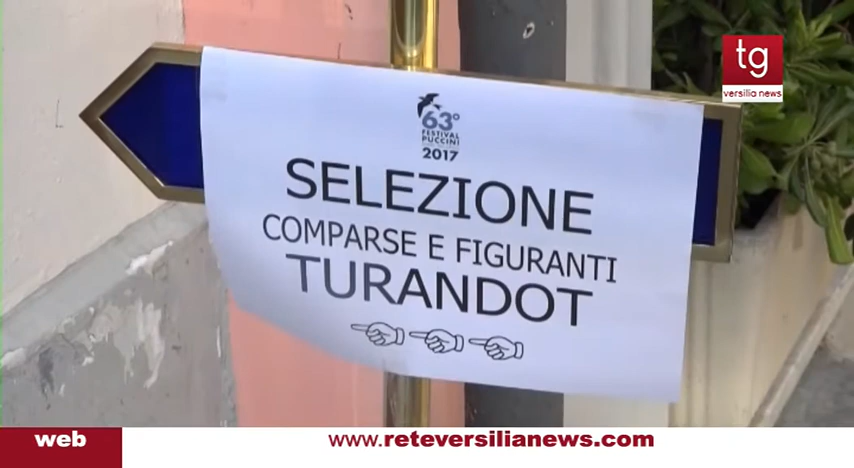 tg
versilia news
63°
FESTIVAL
PUCCINI
2017
SELEZIONE
COMPARSE E FIGURANTI
TURANDOT
web
www.reteversilianews.com